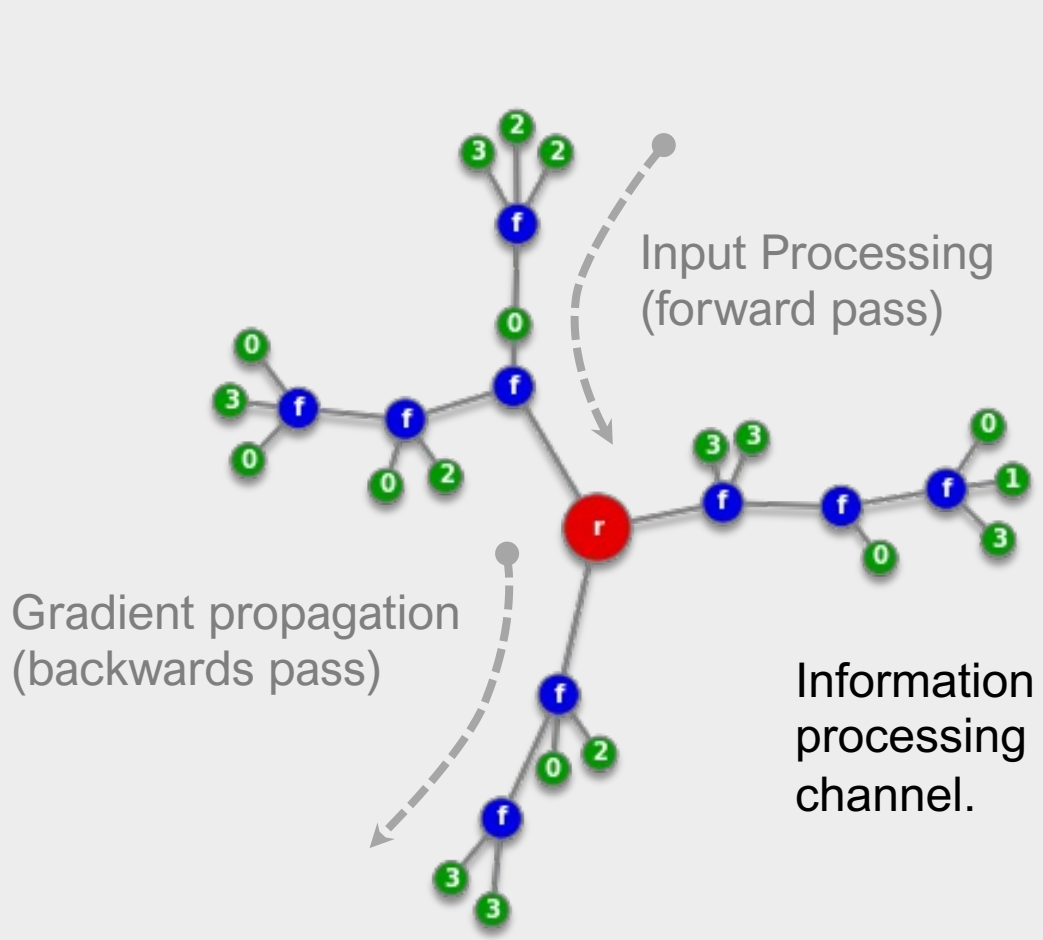 2
3 2
f
Input Processing
(forward pass)
0
0
f
3 f f
0 2
0
3 3
0
f f f 1
3
0
r
Gradient propagation
(backwards pass)
Information
processing
channel.
f
0 2
f
3
3